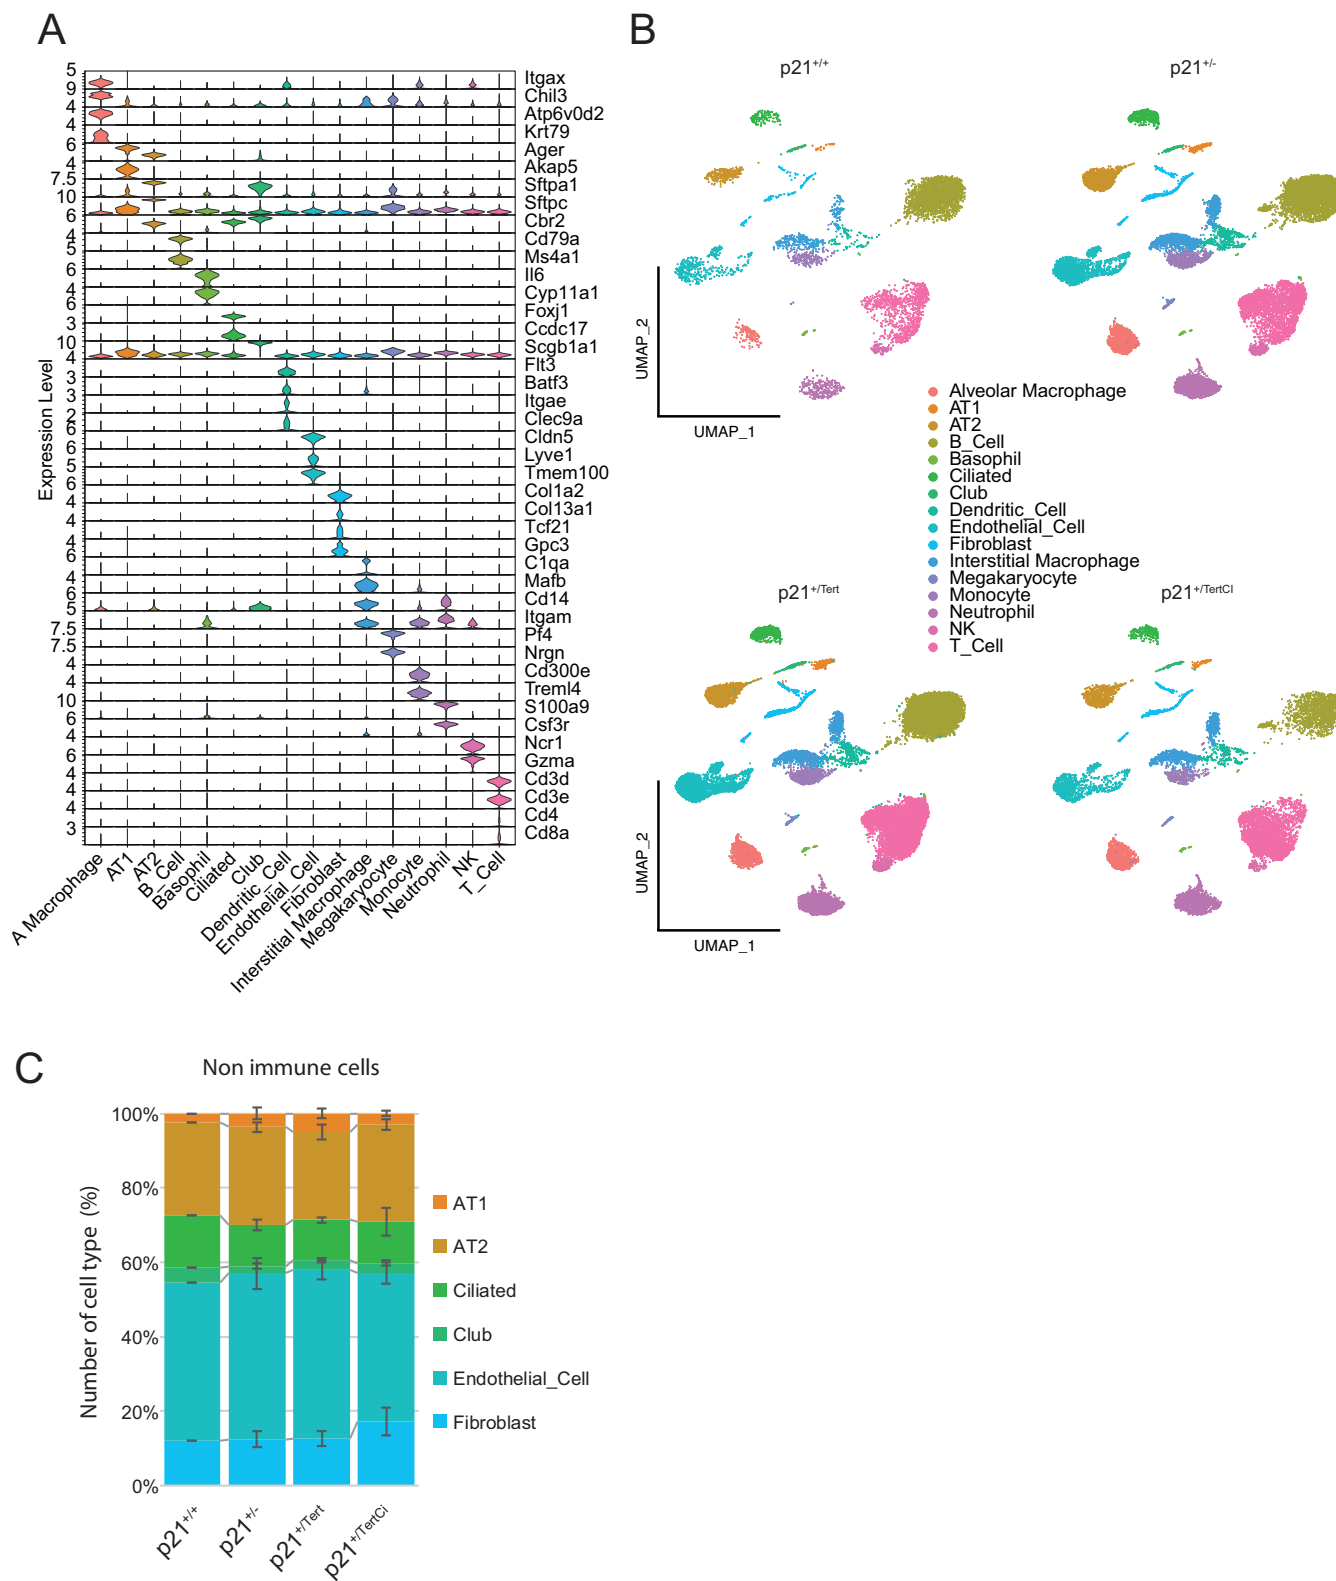 A
5
9
4
4
6
4
7.5
10
6
4
5
6
4
6
3
10
4
3
3
2
6
6
5
6
4
4
4
6
4
6
5
7.5
7.5
4
10
6
4
6
4
4
4
3
Expression Level
Itgax
Chil3
Atp6v0d2
Krt79
Ager
Akap5
Sftpa1
Sftpc
Cbr2
Cd79a
Ms4a1
Il6
Cyp11a1
Foxj1
Ccdc17
Scgb1a1
Flt3
Batf3
Itgae
Clec9a
Cldn5
Lyve1
Tmem100
Col1a2
Col13a1
Tcf21
Gpc3
C1qa
Mafb
Cd14
Itgam
Pf4
Nrgn
Cd300e
Treml4
S100a9
Csf3r
Ncr1
Gzma
Cd3d
Cd3e
Cd4
Cd8a
A Macrophage
AT1
AT2
B_Cell
Basophil
Ciliated
Club
Dendritic_Cell
Endothelial_Cell
Fibroblast
Interstitial Macrophage
Megakaryocyte
Monocyte
Neutrophil
NK
T_Cell
B
p21+/+
p21+/-
UMAP_2
UMAP_1
Alveolar Macrophage
AT1
AT2
B_Cell
Basophil
Ciliated
Club
Dendritic_Cell
Endothelial_Cell
Fibroblast
Interstitial Macrophage
Megakaryocyte
Monocyte
Neutrophil
NK
T_Cell
p21+/Tert
p21+/TertCI
UMAP_2
UMAP_1
C
Non immune cells
Number of cell type (%)
100%
80%
60%
40%
20%
0%
p21+/+
p21+/-
p21+/Tert
p21+/TertCi
AT1
AT2
Ciliated
Club
Endothelial_Cell
Fibroblast